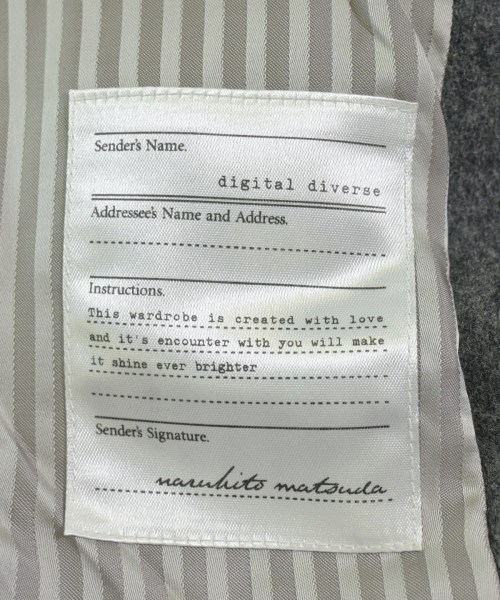 Sender's Name.
digital diverse
Addressee's Name and Address.
Instructions.
This wardrobe is created with love
and it's encounter with you will make
it shine ever brighter
Sender's Signature.
naruhito matsuda